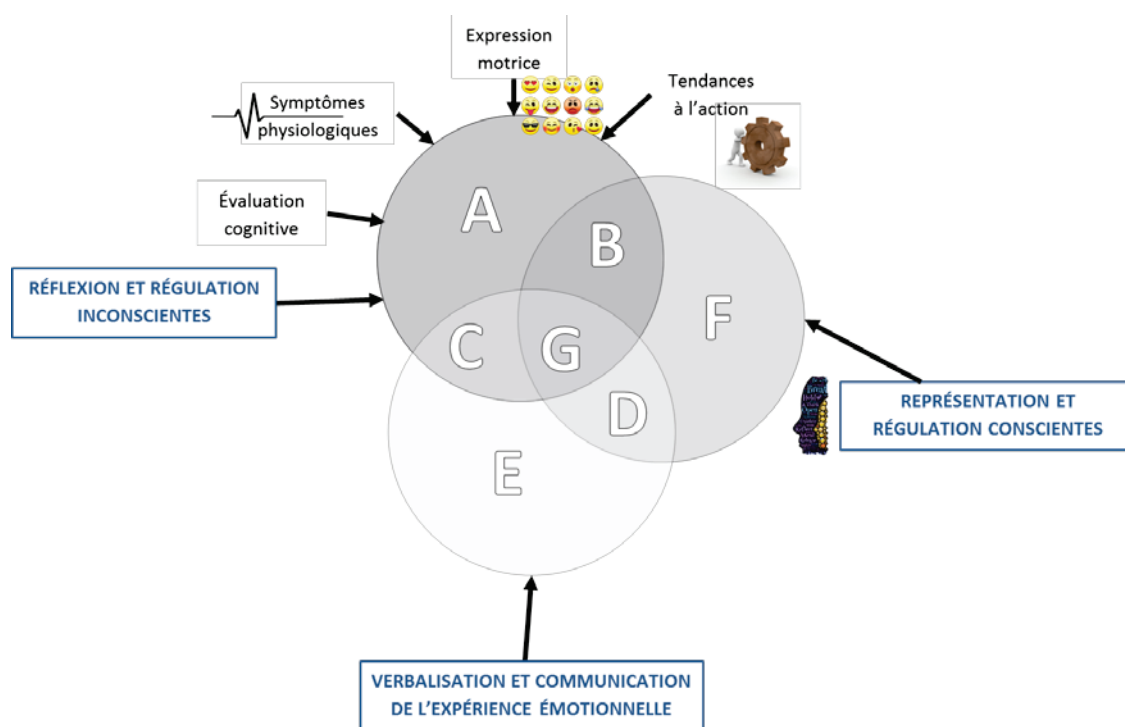 Expression
motrice
Tendances
à l'action
Symptômes
physiologiques
Évaluation
cognitive
A
B
RÉFLEXION ET RÉGULATION
INCONSCIENTES
F
C
G
D
REPRÉSENTATION ET
RÉGULATION CONSCIENTES
E
VERBALISATION ET COMMUNICATION
DE L'EXPÉRIENCE ÉMOTIONNELLE